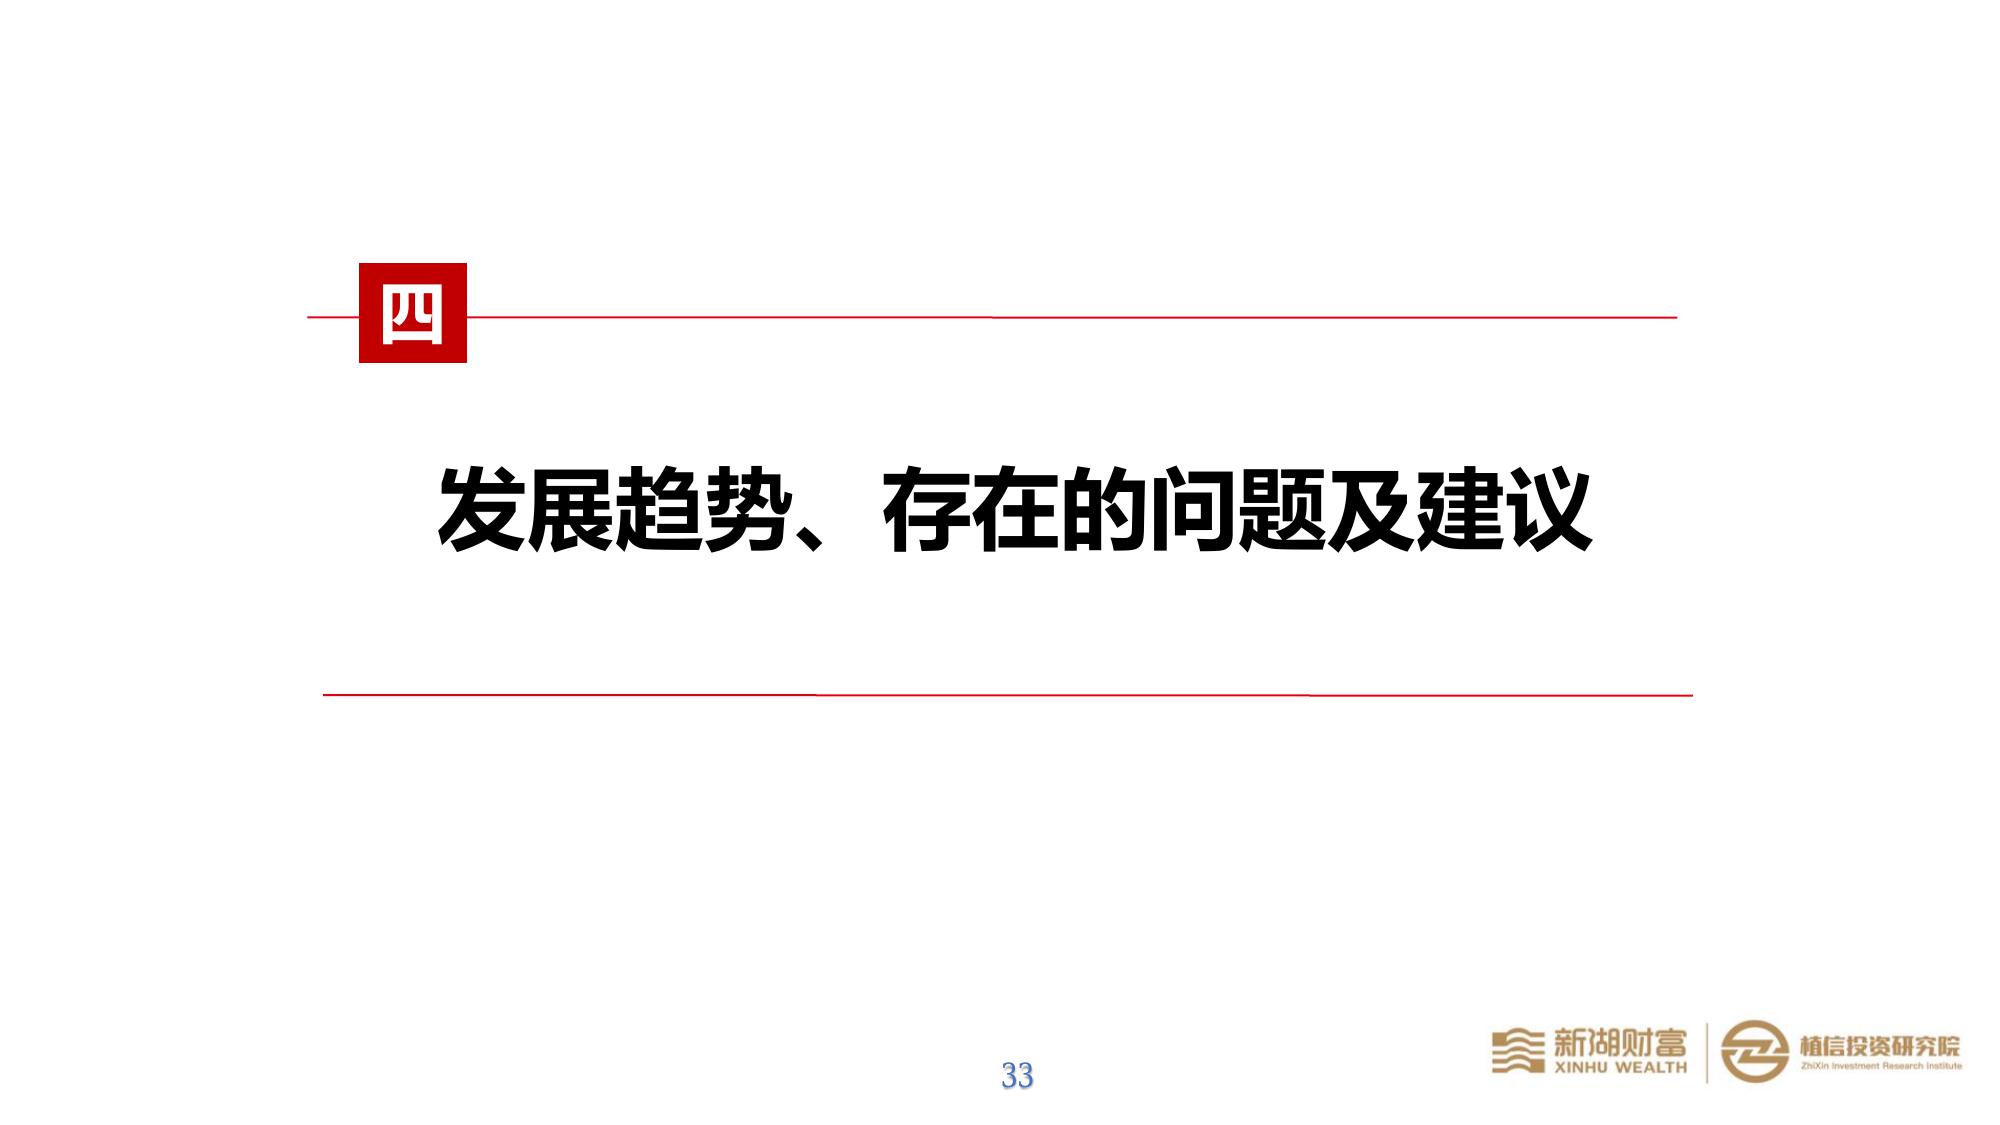 四
发展趋势、存在的问题及建议
33
新湖财富
XINHU WEALTH
植信投资研究院
ZhiXin Investment Research Institute